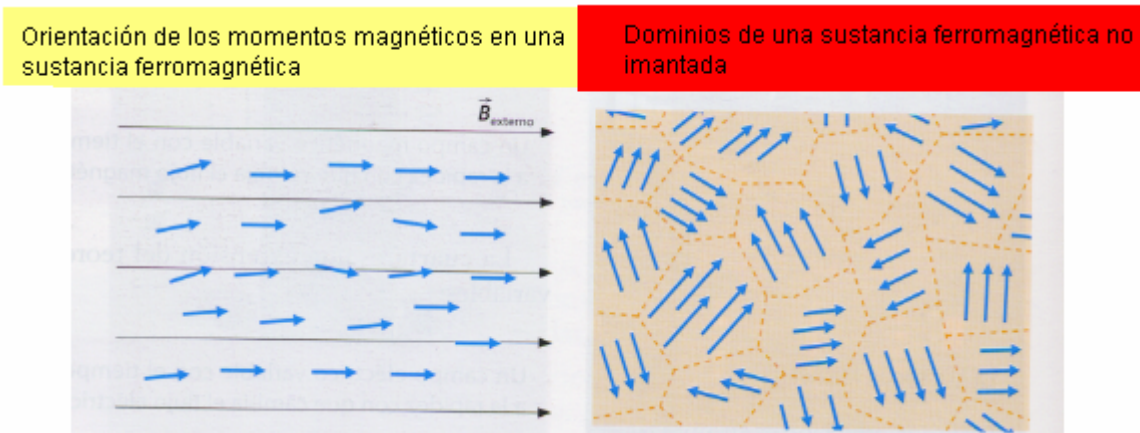 Orientación de los momentos magnéticos en una
sustancia ferromagnética
Dominios de una sustancia ferromagnética no
imantada
B externo